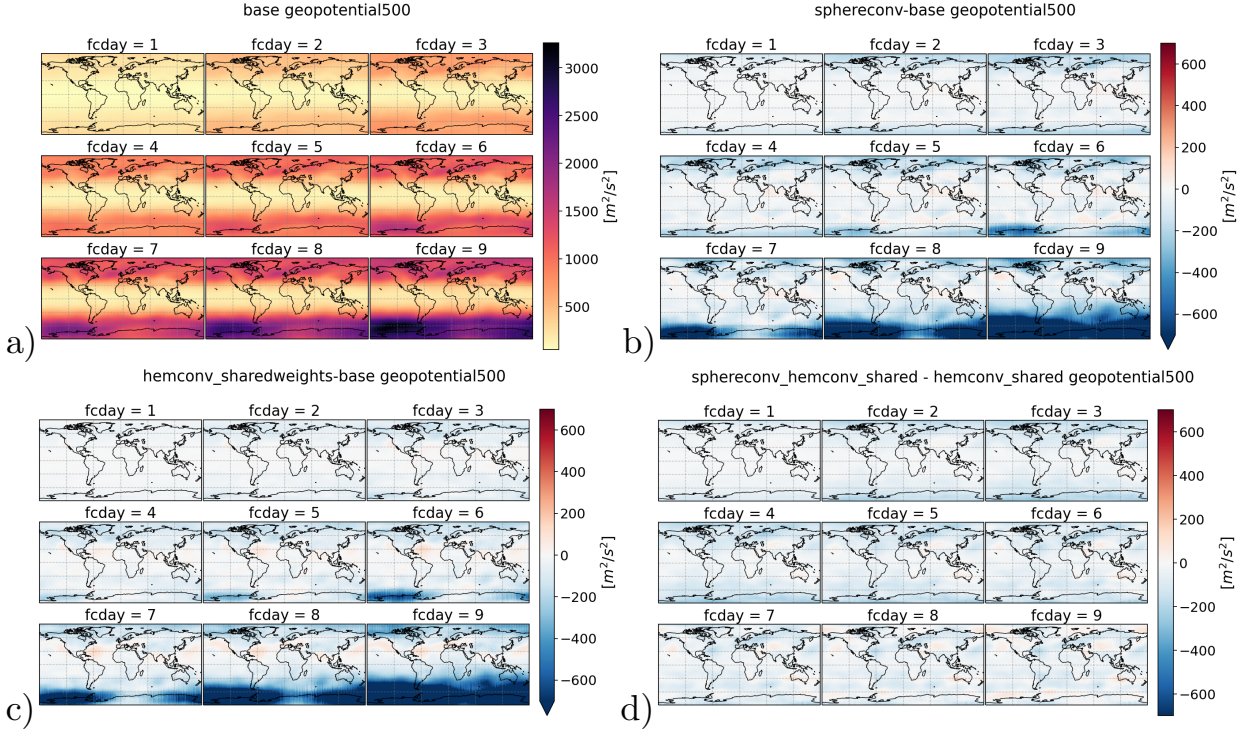 base geopotential500
fcday = 1
fcday = 2
fcday = 3
fcday = 4
fcday = 5
fcday = 6
fcday = 7
fcday = 8
fcday = 9
3000
2500
2000
1500
1000
500
[m²/s²]
a)
sphereconv-base geopotential500
fcday = 1
fcday = 2
fcday = 3
fcday = 4
fcday = 5
fcday = 6
fcday = 7
fcday = 8
fcday = 9
600
400
200
0
−200
−400
−600
[m²/s²]
b)
hemconv_sharedweights-base geopotential500
fcday = 1
fcday = 2
fcday = 3
fcday = 4
fcday = 5
fcday = 6
fcday = 7
fcday = 8
fcday = 9
600
400
200
0
−200
−400
−600
[m²/s²]
c)
sphereconv_hemconv_shared - hemconv_shared geopotential500
fcday = 1
fcday = 2
fcday = 3
fcday = 4
fcday = 5
fcday = 6
fcday = 7
fcday = 8
fcday = 9
600
400
200
0
−200
−400
−600
[m²/s²]
d)